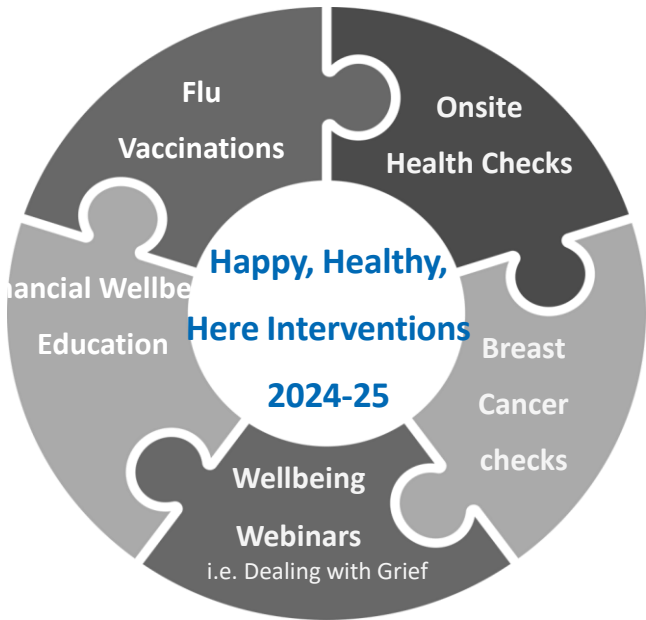 Flu
Vaccinations
Onsite
Health Checks
Happy, Healthy,
Here Interventions
2024-25
nancial Wellbe
Education
Breast
Cancer
checks
Wellbeing
Webinars
i.e. Dealing with Grief